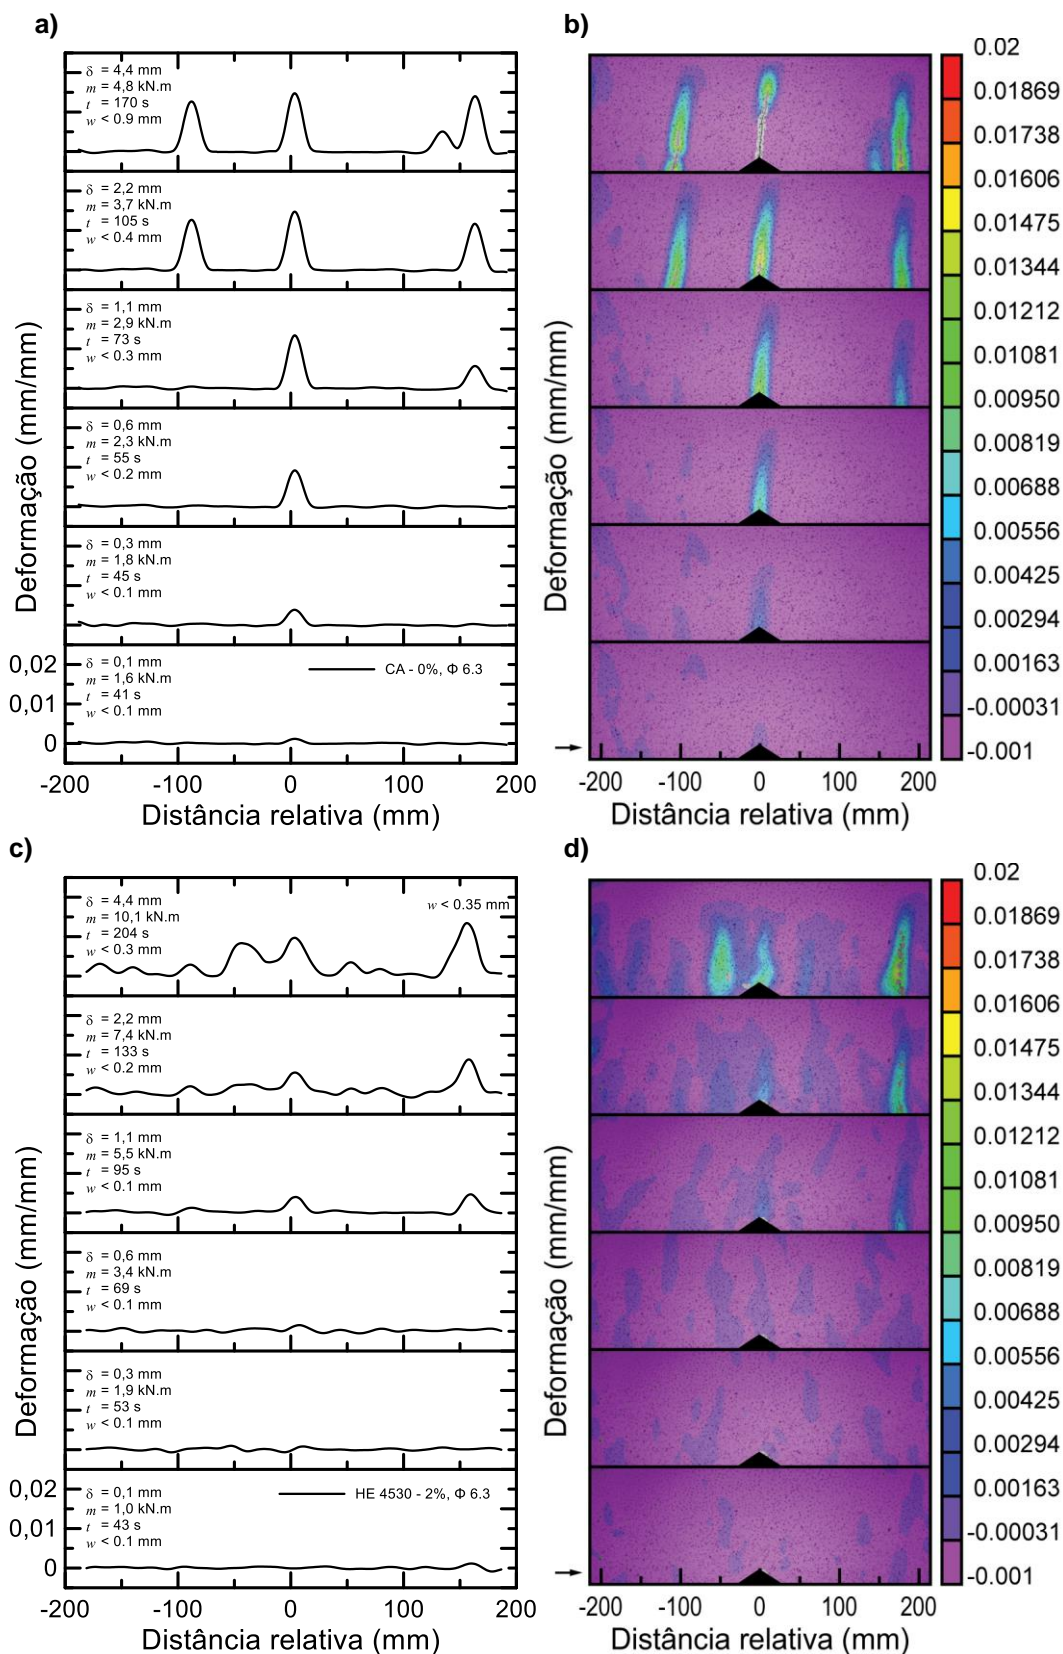 a)
δ = 4,4 mm
m = 4,8 kN.m
t = 170 s
w < 0.9 mm
δ = 2,2 mm
m = 3,7 kN.m
t = 105 s
w < 0.4 mm
δ = 1,1 mm
m = 2,9 kN.m
t = 73 s
w < 0.3 mm
δ = 0,6 mm
m = 2,3 kN.m
t = 55 s
w < 0.2 mm
δ = 0,3 mm
m = 1,8 kN.m
t = 45 s
w < 0.1 mm
δ = 0,1 mm
m = 1,6 kN.m
t = 41 s
w < 0.1 mm
CA - 0%, Φ 6.3
Deformação (mm/mm)
0,02
0,01
0
-200 -100 0 100 200
Distância relativa (mm)
b)
Deformação (mm/mm)
-200 -100 0 100 200
Distância relativa (mm)
0.02
0.01869
0.01738
0.01606
0.01475
0.01344
0.01212
0.01081
0.00950
0.00819
0.00688
0.00556
0.00425
0.00294
0.00163
-0.00031
-0.001
c)
δ = 4,4 mm
m = 10,1 kN.m
t = 204 s
w < 0.3 mm
w < 0.35 mm
δ = 2,2 mm
m = 7,4 kN.m
t = 133 s
w < 0.2 mm
δ = 1,1 mm
m = 5,5 kN.m
t = 95 s
w < 0.1 mm
δ = 0,6 mm
m = 3,4 kN.m
t = 69 s
w < 0.1 mm
δ = 0,3 mm
m = 1,9 kN.m
t = 53 s
w < 0.1 mm
δ = 0,1 mm
m = 1,0 kN.m
t = 43 s
w < 0.1 mm
HE 4530 - 2%, Φ 6.3
Deformação (mm/mm)
0,02
0,01
0
-200 -100 0 100 200
Distância relativa (mm)
d)
Deformação (mm/mm)
-200 -100 0 100 200
Distância relativa (mm)
0.02
0.01869
0.01738
0.01606
0.01475
0.01344
0.01212
0.01081
0.00950
0.00819
0.00688
0.00556
0.00425
0.00294
0.00163
-0.00031
-0.001